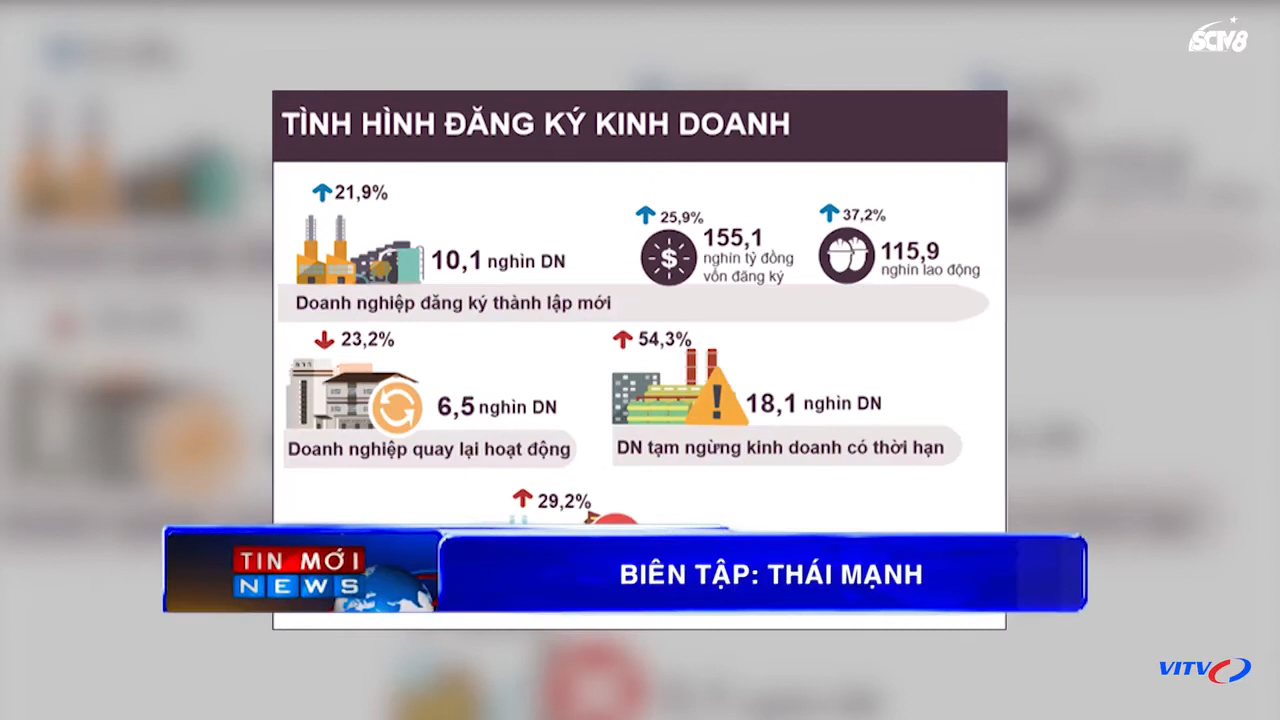 SCTV8
TÌNH HÌNH ĐĂNG KÝ KINH DOANH
21,9%
10,1 nghìn DN
25,9%
155,1
nghìn tỷ đồng
vốn đăng ký
37,2%
115,9
nghìn lao động
Doanh nghiệp đăng ký thành lập mới
23,2%
6,5 nghìn DN
Doanh nghiệp quay lại hoạt động
54,3%
18,1 nghìn DN
DN tạm ngừng kinh doanh có thời hạn
29,2%
TIN MỚI
NEWS
BIÊN TẬP: THÁI MẠNH
VITV